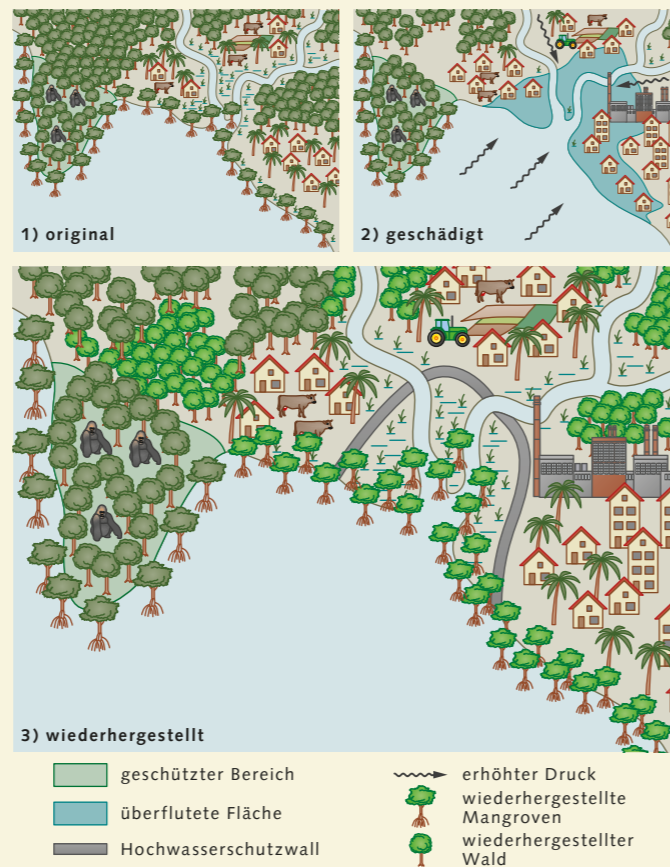 1) original
2) geschädigt
3) wiederhergestellt
geschützter Bereich
überflutete Fläche
Hochwasserschutzwall
erhöhter Druck
wiederhergestellte
Mangroven
wiederhergestellter
Wald